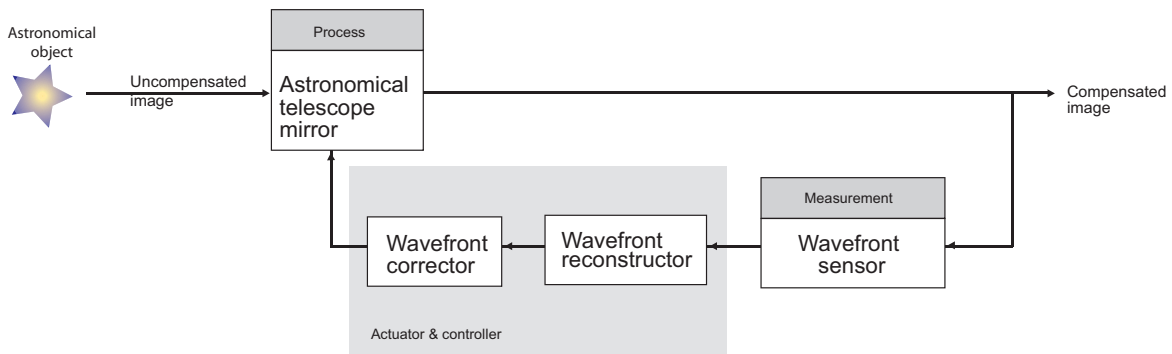 Astronomical
object
Uncompensated
image
Process
Astronomical
telescope
mirror
Compensated
image
Measurement
Wavefront
sensor
Wavefront
reconstructor
Wavefront
corrector
Actuator & controller